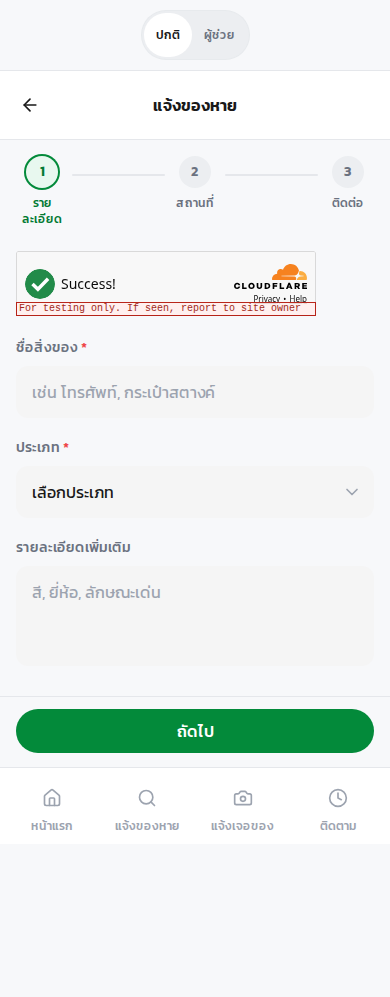 ปกติ ผู้ช่วย
แจ้งของหาย
1 2 3
ราย
ละเอียด
สถานที่
ติดต่อ
Success!
CLOUDFLARE
Privacy • Help
For testing only. If seen, report to site owner
ชื่อสิ่งของ *
เช่น โทรศัพท์, กระเป๋าสตางค์
ประเภท *
เลือกประเภท
รายละเอียดเพิ่มเติม
สี, ยี่ห้อ, ลักษณะเด่น
ถัดไป
หน้าแรก แจ้งของหาย แจ้งเจอของ ติดตาม